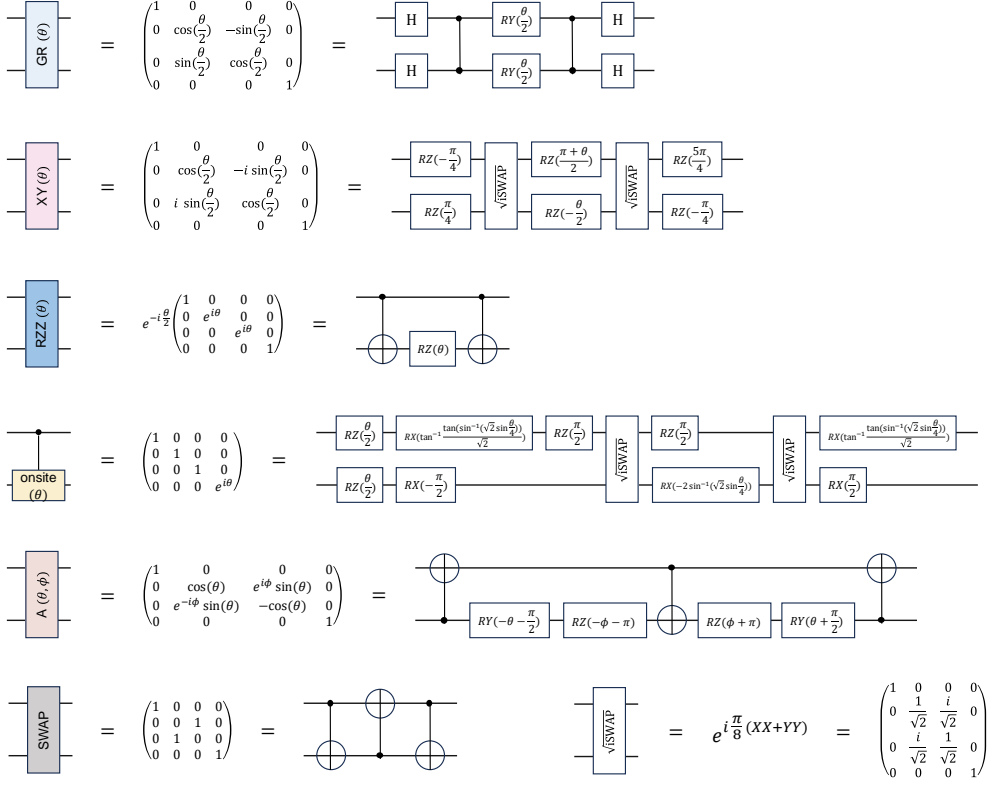 GR (θ) = (1 0 0 0; 0 cos(θ/2) −sin(θ/2) 0; 0 sin(θ/2) cos(θ/2) 0; 0 0 0 1) = H RY(θ/2) H
H RY(θ/2) H
XY (θ) = (1 0 0 0; 0 cos(θ/2) −i sin(θ/2) 0; 0 i sin(θ/2) cos(θ/2) 0; 0 0 0 1) = RZ(−π/4) √iSWAP RZ(π + θ/2) √iSWAP RZ(5π/4)
RZ(π/4) RZ(−θ/2) RZ(−π/4)
RZZ (θ) = e^{−iθ/2} (1 0 0 0; 0 e^{iθ} 0 0; 0 0 e^{iθ} 0; 0 0 0 1) = RZ(θ)
onsite (θ) = (1 0 0 0; 0 1 0 0; 0 0 1 0; 0 0 0 e^{iθ}) = RZ(θ/2) RX(tan⁻¹ tan(sin⁻¹(√2 sin θ/4))/√2) RZ(π/2) √iSWAP RZ(π/2) √iSWAP RX(tan⁻¹ tan(sin⁻¹(√2 sin θ/4))/√2)
RZ(θ/2) RX(−π/2) RX(−2 sin⁻¹(√2 sin θ/4)) RX(π/2)
A (θ, ϕ) = (1 0 0 0; 0 cos(θ) e^{iϕ} sin(θ) 0; 0 e^{−iϕ} sin(θ) −cos(θ) 0; 0 0 0 1) = RY(−θ − π/2) RZ(−ϕ − π) RZ(ϕ + π) RY(θ + π/2)
SWAP = (1 0 0 0; 0 0 1 0; 0 1 0 0; 0 0 0 1) =
√iSWAP = e^{iπ/8(XX+YY)} = (1 0 0 0; 0 1/√2 i/√2 0; 0 i/√2 1/√2 0; 0 0 0 1)